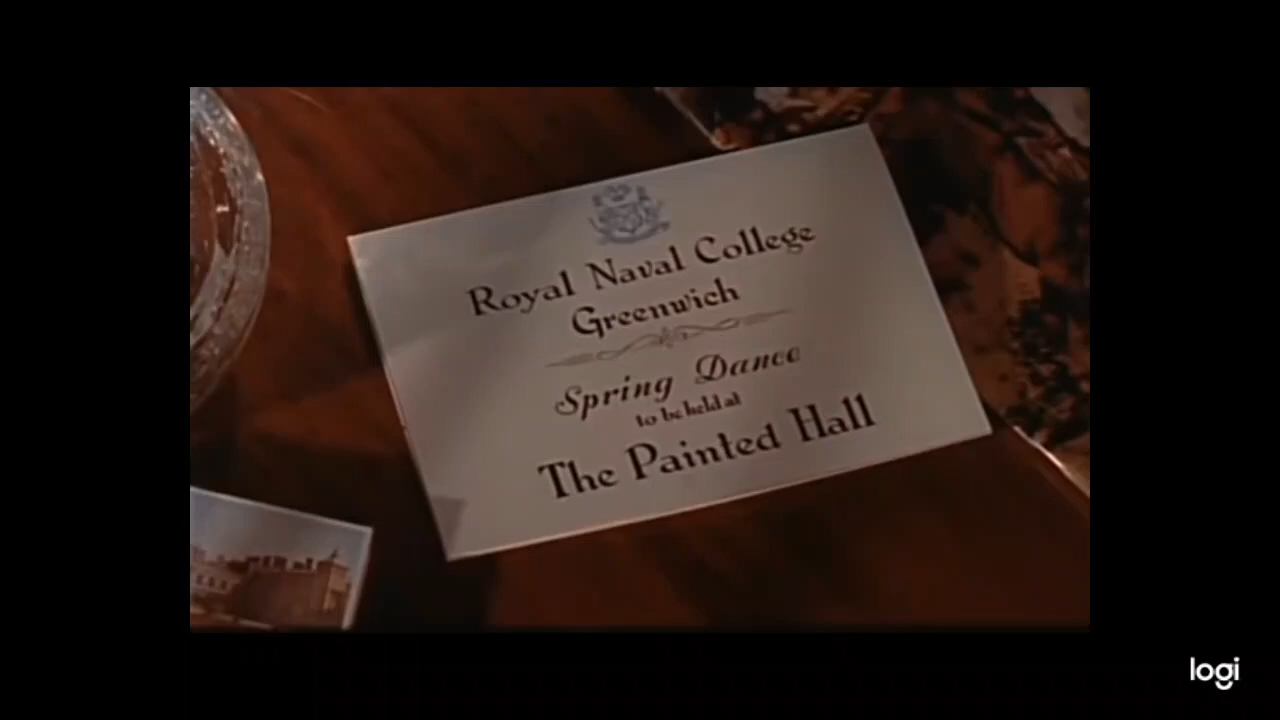 Royal Naval College
Greenwich
Spring Dance
to be held at
The Painted Hall
logi